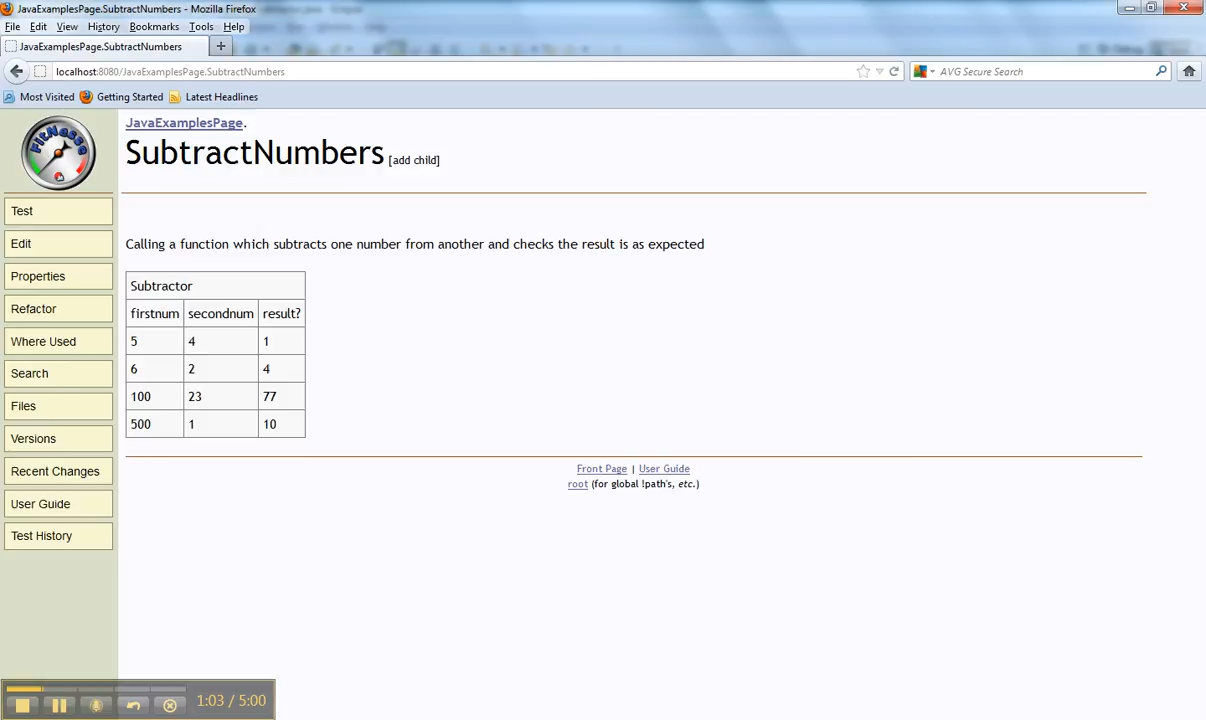 JavaExamplesPage.SubtractNumbers - Mozilla Firefox
File Edit View History Bookmarks Tools Help
JavaExamplesPage.SubtractNumbers +
localhost:8080/JavaExamplesPage.SubtractNumbers AVG Secure Search
Most Visited Getting Started Latest Headlines
FitNesse
JavaExamplesPage.
SubtractNumbers [add child]
Test
Edit
Properties
Refactor
Where Used
Search
Files
Versions
Recent Changes
User Guide
Test History
Calling a function which subtracts one number from another and checks the result is as expected
Subtractor
firstnum secondnum result?
5 4 1
6 2 4
100 23 77
500 1 10
Front Page | User Guide
root (for global !path's, etc.)
1:03 / 5:00